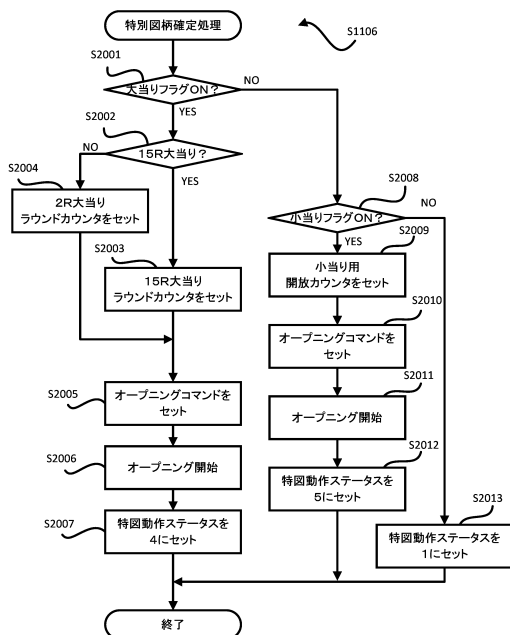 特別図柄確定処理
S1106
S2001
大当りフラグON?
NO
YES
S2002
15R大当り?
NO
YES
S2004
2R大当り
ラウンドカウンタをセット
S2003
15R大当り
ラウンドカウンタをセット
S2005
オープニングコマンドを
セット
S2006
オープニング開始
S2007
特図動作ステータスを
4にセット
S2008
小当りフラグON?
NO
YES
S2009
小当り用
開放カウンタをセット
S2010
オープニングコマンドを
セット
S2011
オープニング開始
S2012
特図動作ステータスを
5にセット
S2013
特図動作ステータスを
1にセット
終了